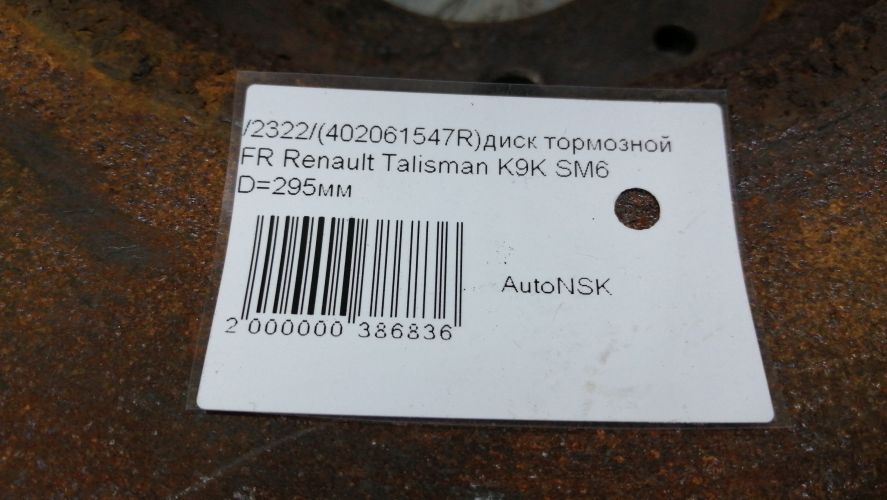 /2322/(402061547R)диск тормозной
FR Renault Talisman K9K SM6
D=295мм
AutoNSK
2 000000 386836